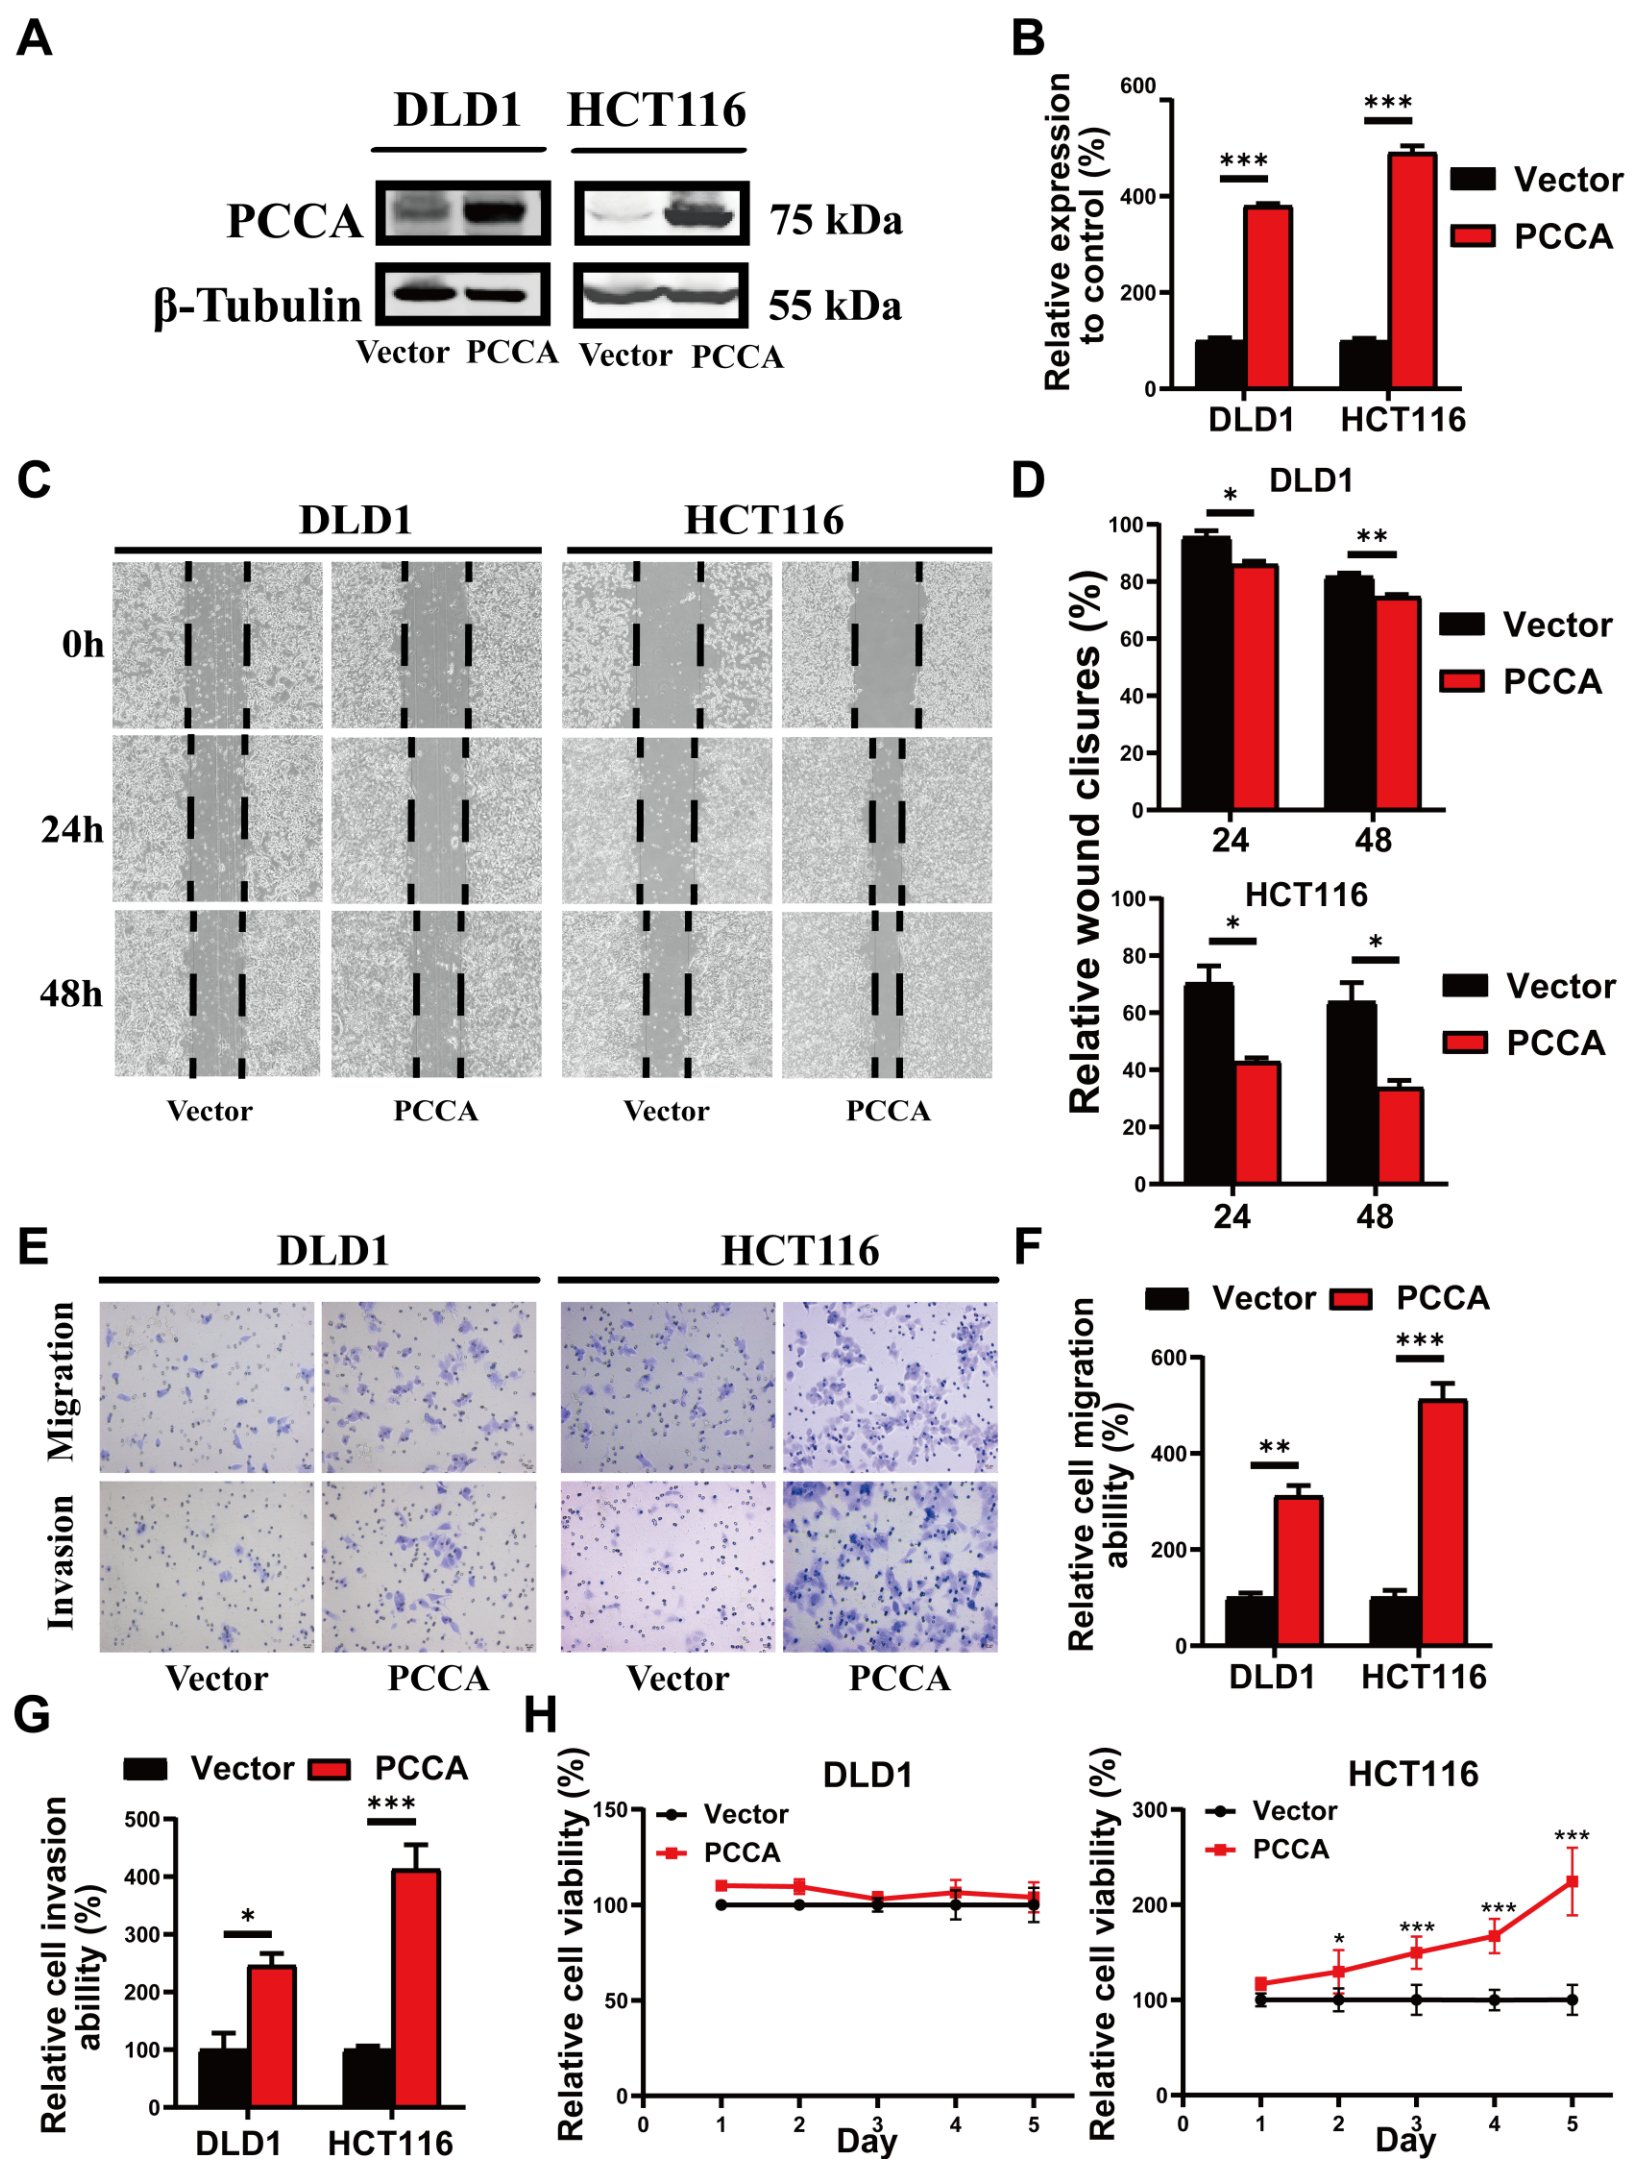 A
DLD1 HCT116
PCCA 75 kDa
β-Tubulin 55 kDa
Vector PCCA Vector PCCA
B
Relative expression
to control (%)
600
400
200
0
*** ***
DLD1 HCT116
Vector
PCCA
C
DLD1 HCT116
0h
24h
48h
Vector PCCA Vector PCCA
D
Relative wound clisures (%)
DLD1
100
80
60
40
20
0
* **
24 48
Vector
PCCA
HCT116
100
80
60
40
20
0
* *
24 48
Vector
PCCA
E
DLD1 HCT116
Migration
Invasion
Vector PCCA Vector PCCA
F
Vector PCCA
Relative cell migration
abillity (%)
600
400
200
0
** ***
DLD1 HCT116
G
Vector PCCA
Relative cell invasion
abillity (%)
500
400
300
200
100
0
* ***
DLD1 HCT116
H
DLD1
Relative cell viability (%)
150
100
50
0
Vector
PCCA
0 1 2 3 4 5
Day
HCT116
Relative cell viability (%)
300
200
100
0
Vector
PCCA
* *** *** ***
0 1 2 3 4 5
Day